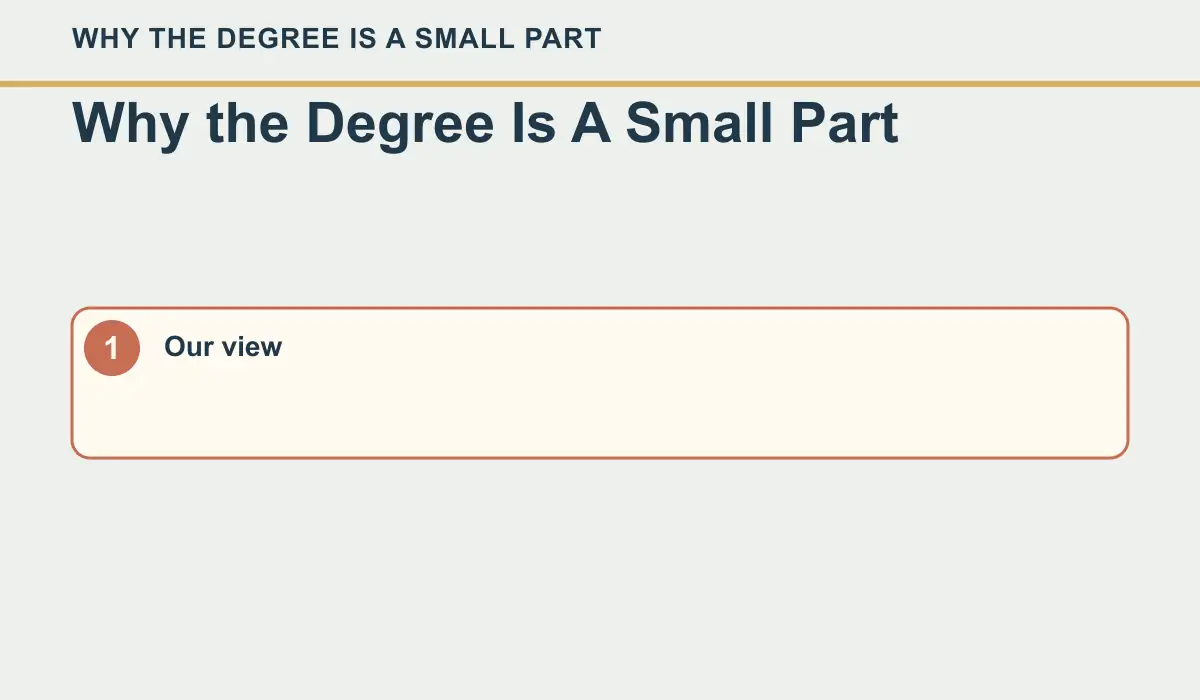 WHY THE DEGREE IS A SMALL PART
Why the Degree Is A Small Part
1
Our view